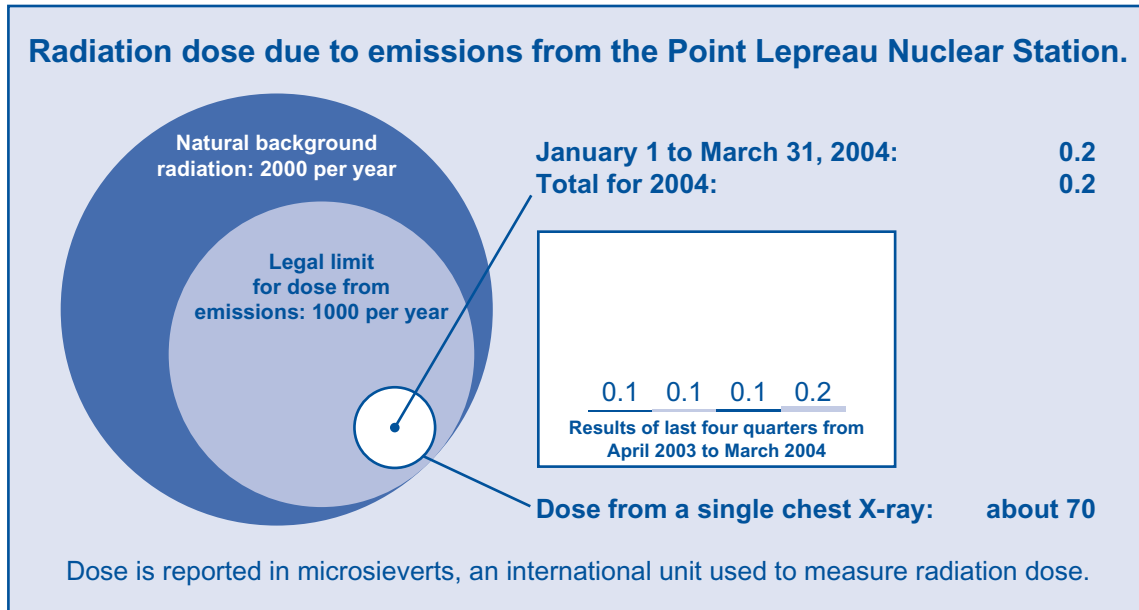 Radiation dose due to emissions from the Point Lepreau Nuclear Station.
Natural background
radiation: 2000 per year
Legal limit
for dose from
emissions: 1000 per year
January 1 to March 31, 2004: 0.2
Total for 2004: 0.2
0.1 0.1 0.1 0.2
Results of last four quarters from
April 2003 to March 2004
Dose from a single chest X-ray: about 70
Dose is reported in microsieverts, an international unit used to measure radiation dose.